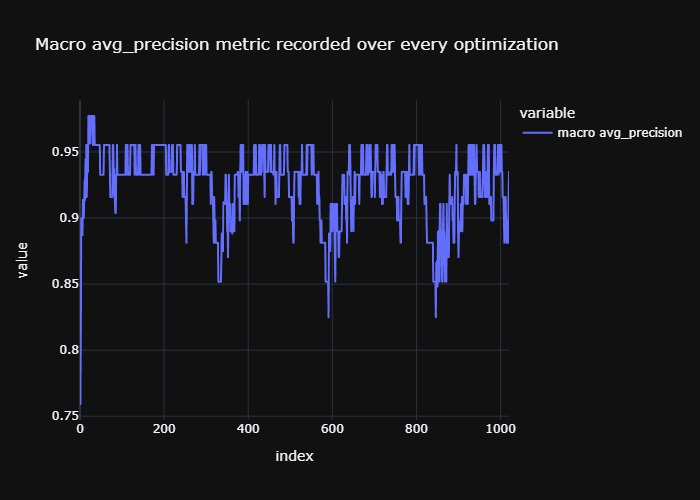 Macro avg_precision metric recorded over every optimization
variable
macro avg_precision
0.95
0.9
0.85
0.8
0.75
value
0 200 400 600 800 1000
index